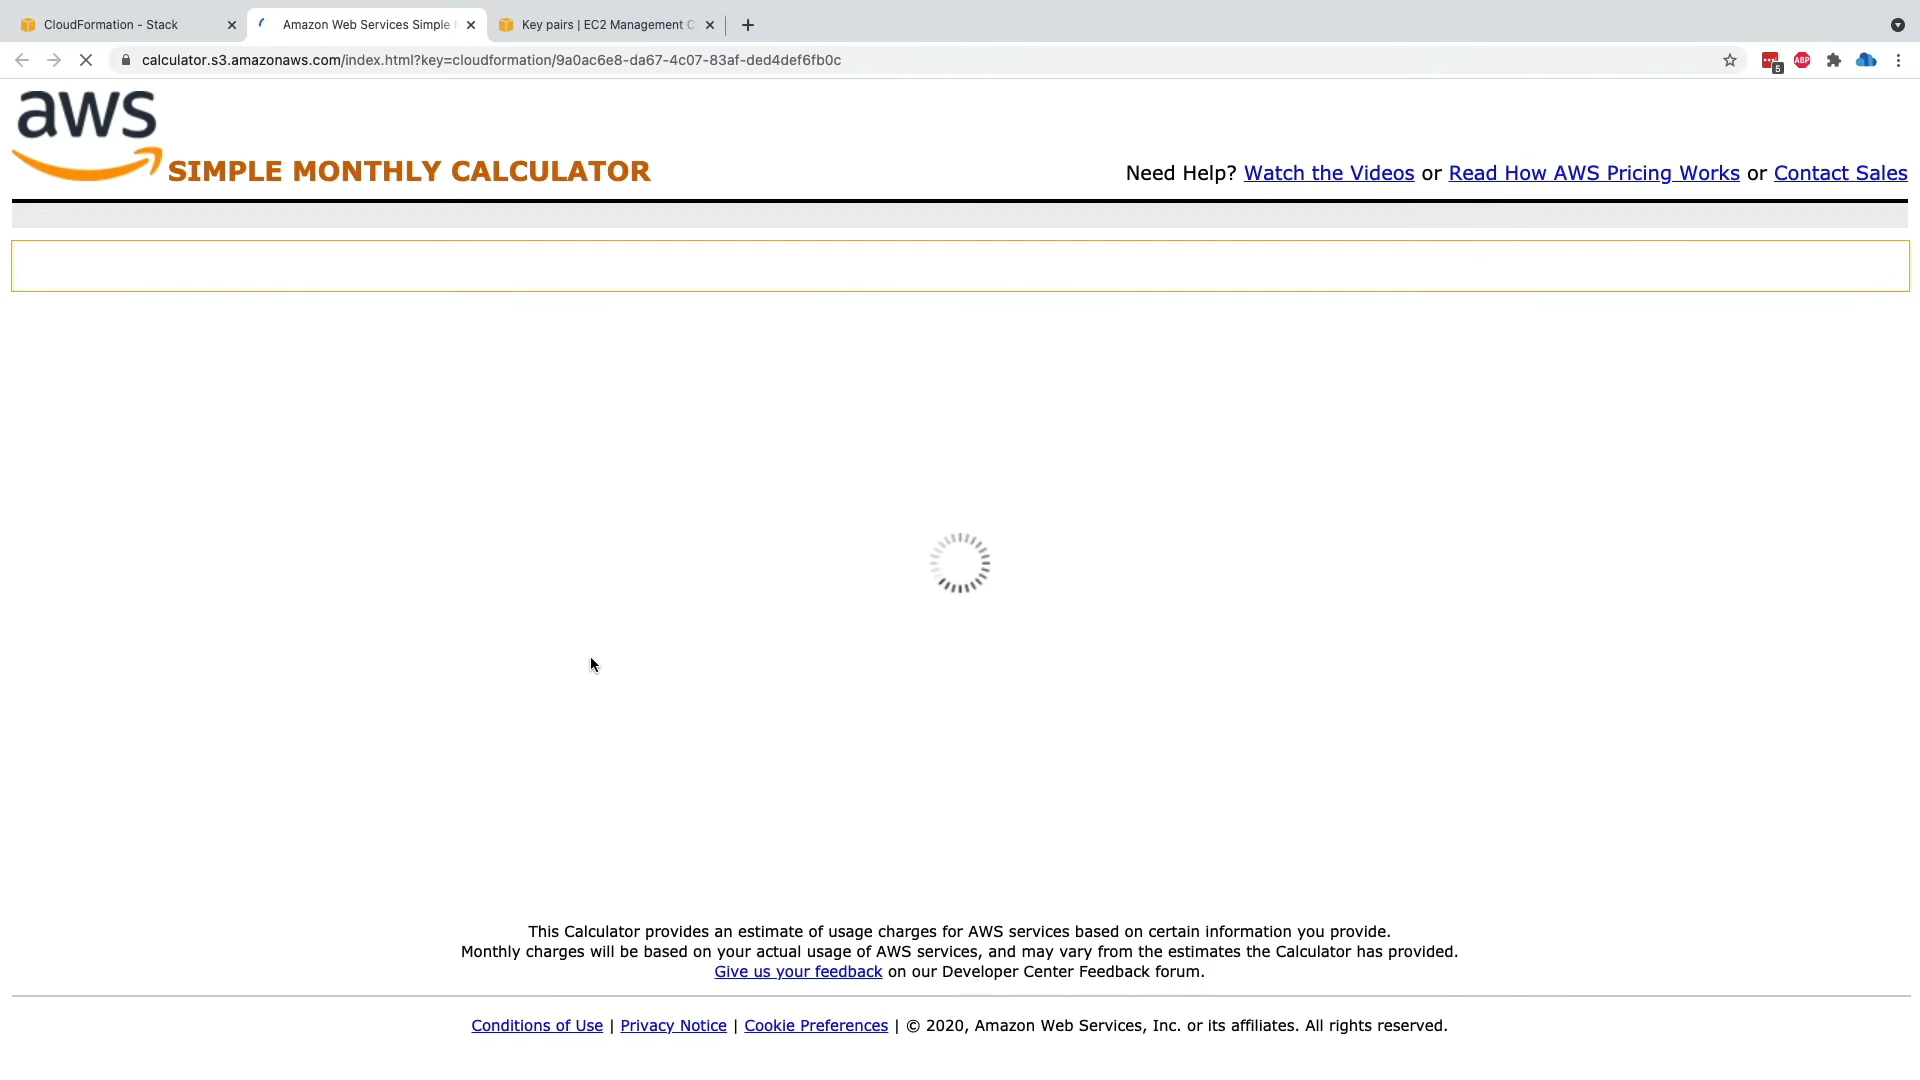 CloudFormation - Stack
Amazon Web Services Simple
Key pairs | EC2 Management C
calculator.s3.amazonaws.com/index.html?key=cloudformation/9a0ac6e8-da67-4c07-83af-ded4def6fb0c
5
ABP
aws
SIMPLE MONTHLY CALCULATOR
Need Help? Watch the Videos or Read How AWS Pricing Works or Contact Sales
This Calculator provides an estimate of usage charges for AWS services based on certain information you provide.
Monthly charges will be based on your actual usage of AWS services, and may vary from the estimates the Calculator has provided.
Give us your feedback on our Developer Center Feedback forum.
Conditions of Use | Privacy Notice | Cookie Preferences | © 2020, Amazon Web Services, Inc. or its affiliates. All rights reserved.